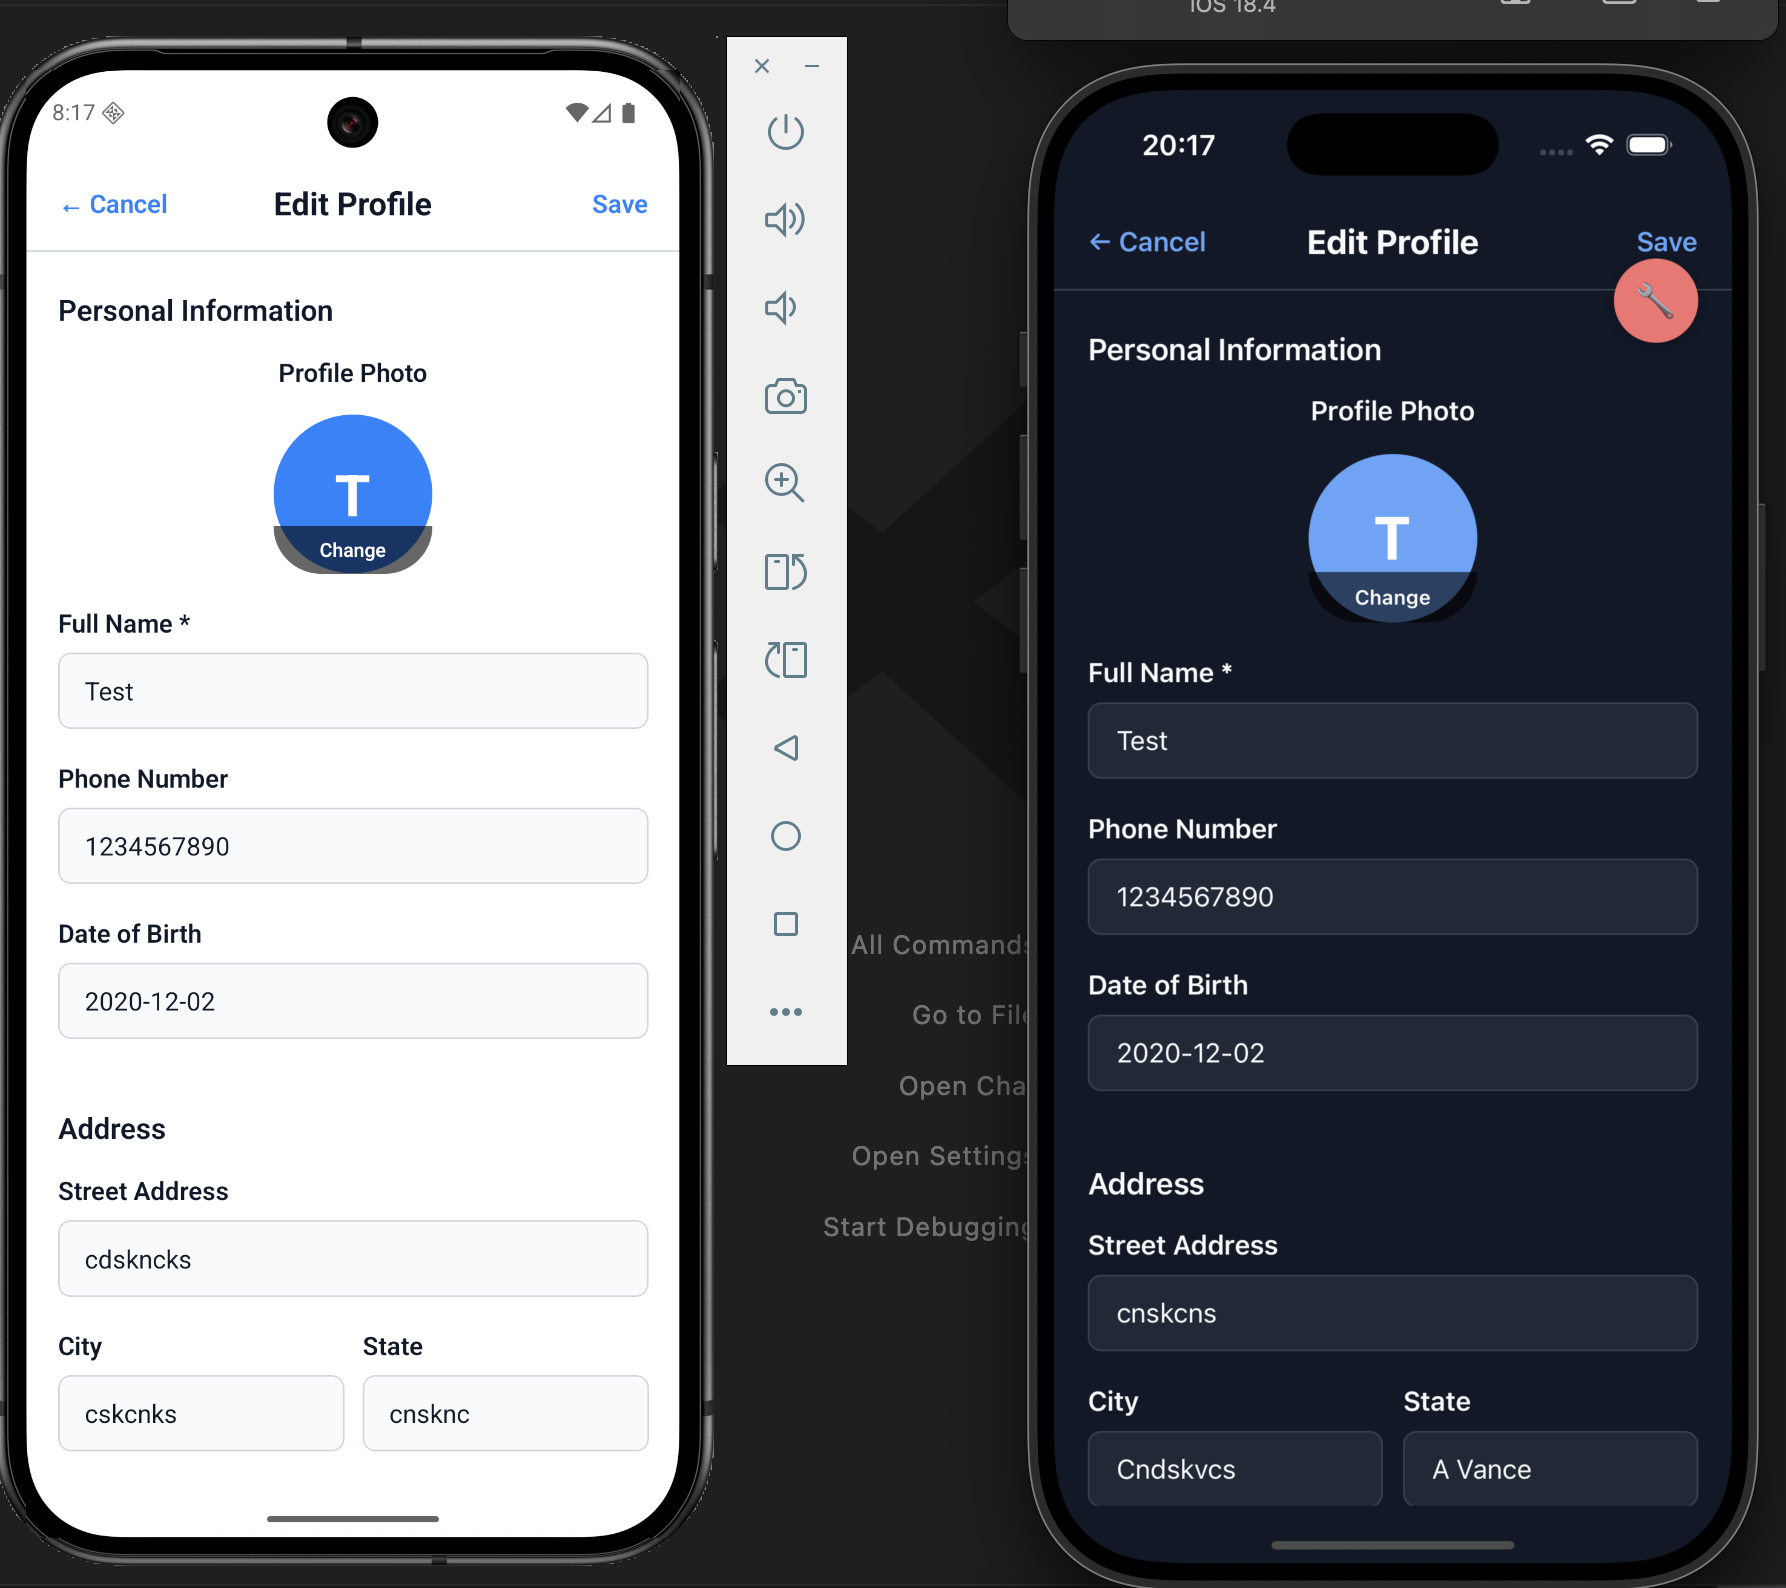 8:17
← Cancel
Edit Profile
Save
Personal Information
Profile Photo
T
Change
Full Name *
Test
Phone Number
1234567890
Date of Birth
2020-12-02
Address
Street Address
cdskncks
City
State
cskcnks
cnsknc
All Commands
Go to File
Open Cha
Open Settings
Start Debugging
iOS 18.4
20:17
← Cancel
Edit Profile
Save
Personal Information
Profile Photo
T
Change
Full Name *
Test
Phone Number
1234567890
Date of Birth
2020-12-02
Address
Street Address
cnskcns
City
State
Cndskvcs
A Vance